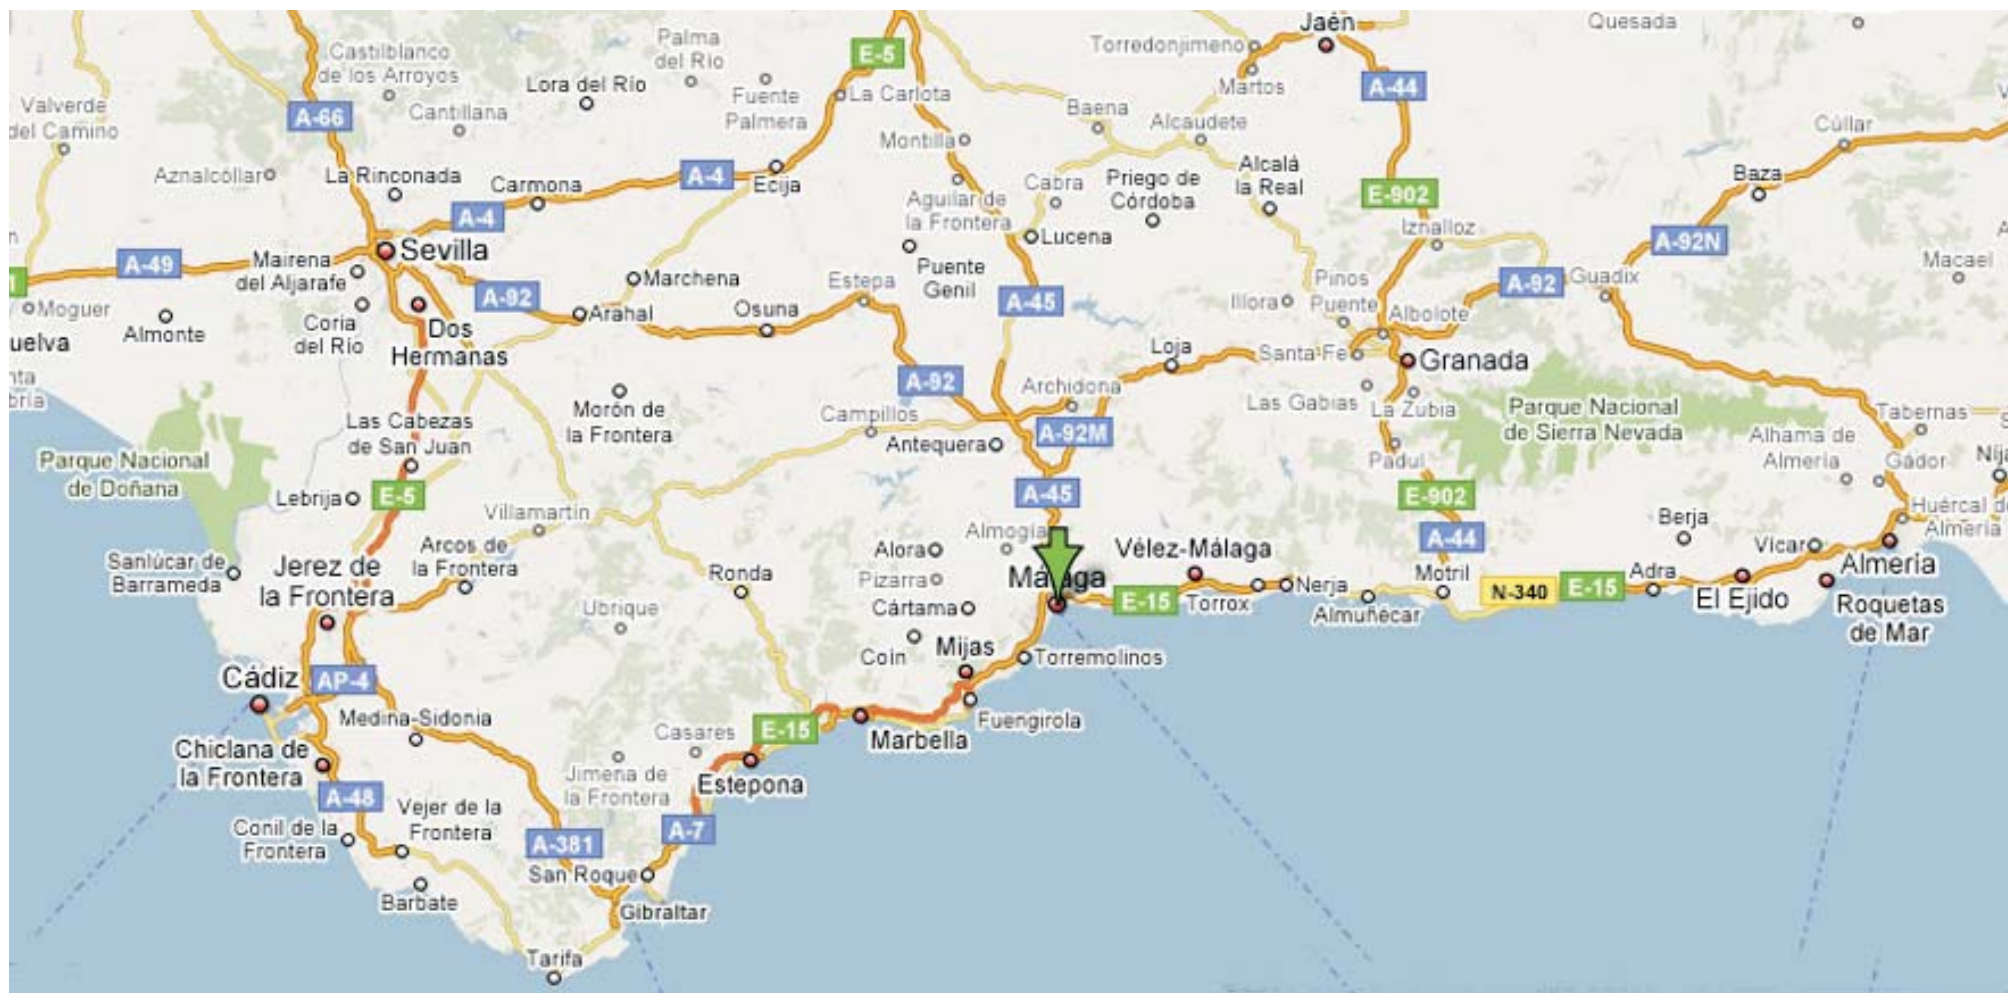 Jaén
Quesada
Castilblanco
de los Arroyos
Palma
del Río
E-5
Torredonjimeno
Lora del Río
Fuente
Palmera
La Carlota
Martos
A-44
Valverde
del Camino
A-66
Cantillana
Baena
Alcaudete
Montilla
Cúllar
Aznalcóllar
La Rinconada
Carmona
A-4
Ecija
Cabra
Priego de
Córdoba
Alcalá
la Real
Baza
E-902
A-4
Aguilar de
la Frontera
Iznalloz
A-92N
Sevilla
Lucena
A-49
Mairena
del Aljarafe
Marchena
Puente
Genil
Estepa
Pinos
Puente
A-92
Guadix
Macael
Moguer
Almonte
A-92
Arahal
Osuna
A-45
Illora
Albolote
Coria
del Río
Dos
Hermanas
uelva
Loja
Santa Fe
Granada
A-92
Archidona
Morón de
la Frontera
Campillos
Las Gabias
La Zubia
Parque Nacional
de Sierra Nevada
Tabernas
Las Cabezas
de San Juan
Antequera
A-92M
Alhama de
Almería
Parque Nacional
de Doñana
Padul
Gádor
Níja
Lebrija
E-5
A-45
E-902
Villamartín
Almogía
Berja
Huércal de
Almería
A-44
Sanlúcar de
Barrameda
Jerez de
la Frontera
Arcos de
la Frontera
Alora
Vélez-Málaga
Vícar
Almería
Ronda
Pizarra
Málaga
E-15
Torrox
Nerja
Motril
N-340
E-15
Adra
El Ejido
Roquetas
de Mar
Ubrique
Cártama
Almuñécar
Coín
Mijas
Torremolinos
Cádiz
AP-4
Medina-Sidonia
Casares
E-15
Marbella
Fuengirola
Chiclana de
la Frontera
Jimena de
la Frontera
Estepona
A-48
Vejer de la
Frontera
Conil de la
Frontera
A-381
A-7
San Roque
Barbate
Gibraltar
Tarifa